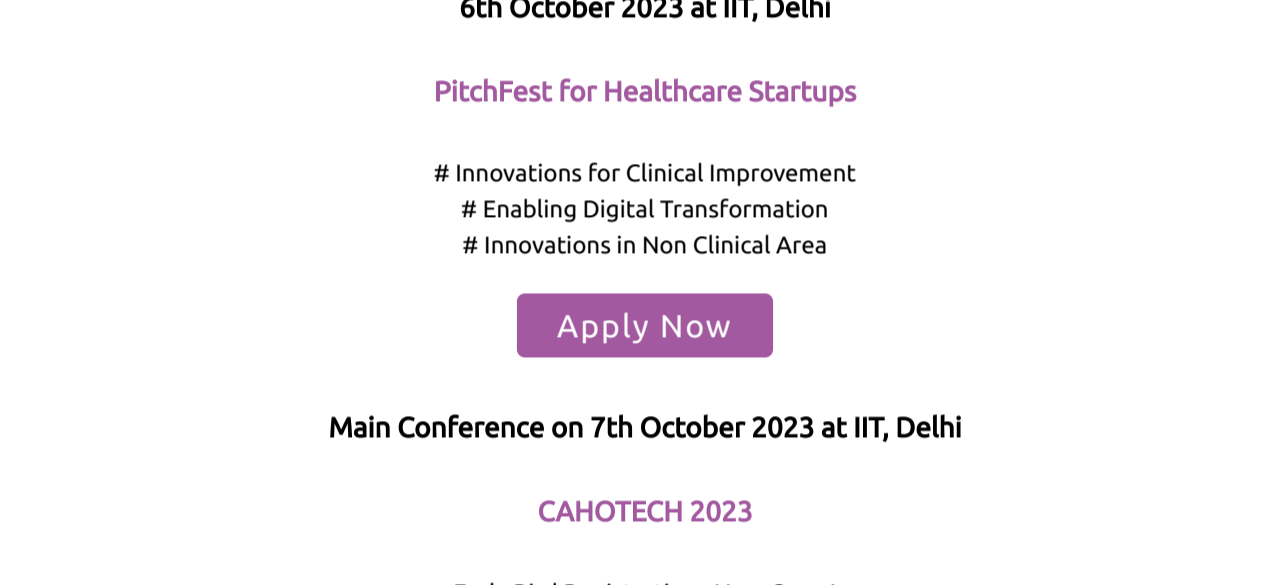 6th October 2023 at IIT, Delhi
PitchFest for Healthcare Startups
# Innovations for Clinical Improvement
# Enabling Digital Transformation
# Innovations in Non Clinical Area
Apply Now
Main Conference on 7th October 2023 at IIT, Delhi
CAHOTECH 2023